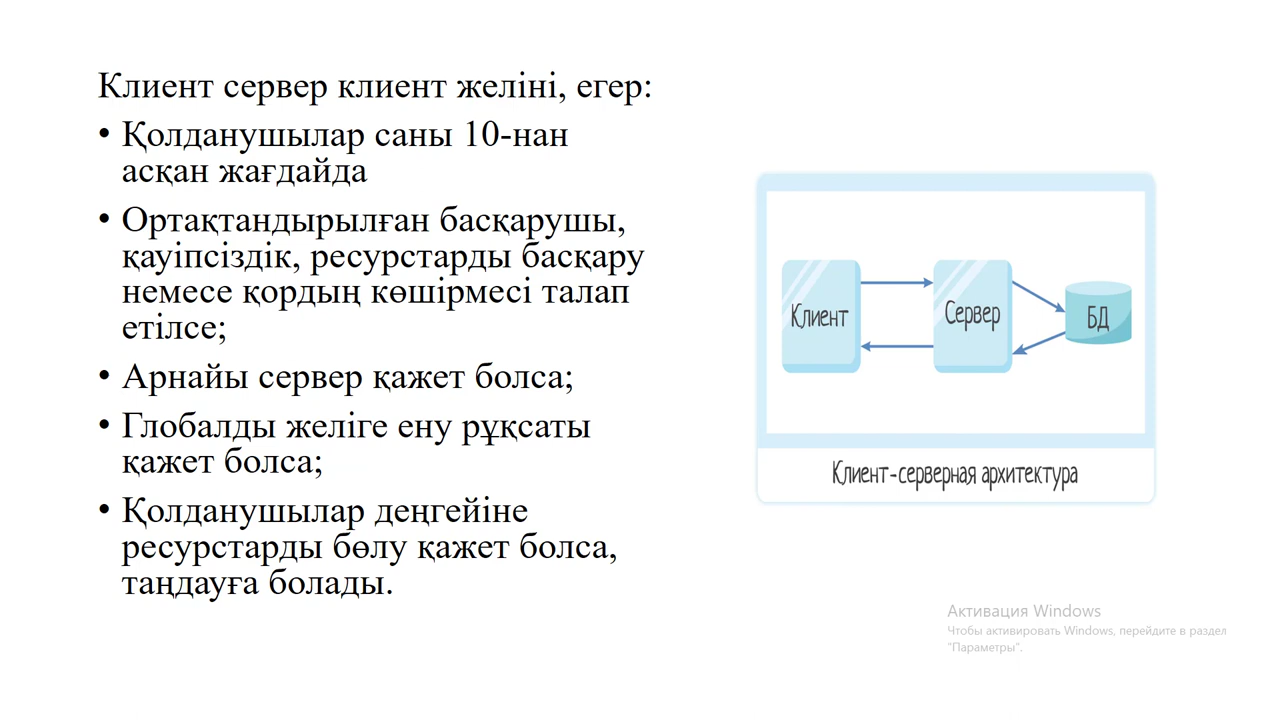 Клиент сервер клиент желіні, егер:
• Қолданушылар саны 10-нан
асқан жағдайда
• Ортақтандырылған басқарушы,
қауіпсіздік, ресурстарды басқару
немесе қордың көшірмесі талап
етілсе;
• Арнайы сервер қажет болса;
• Глобалды желіге ену рұқсаты
қажет болса;
• Қолданушылар деңгейіне
ресурстарды бөлу қажет болса,
таңдауға болады.
Клиент
Сервер
БД
Клиент-серверная архитектура
Активация Windows
Чтобы активировать Windows, перейдите в раздел
"Параметры".